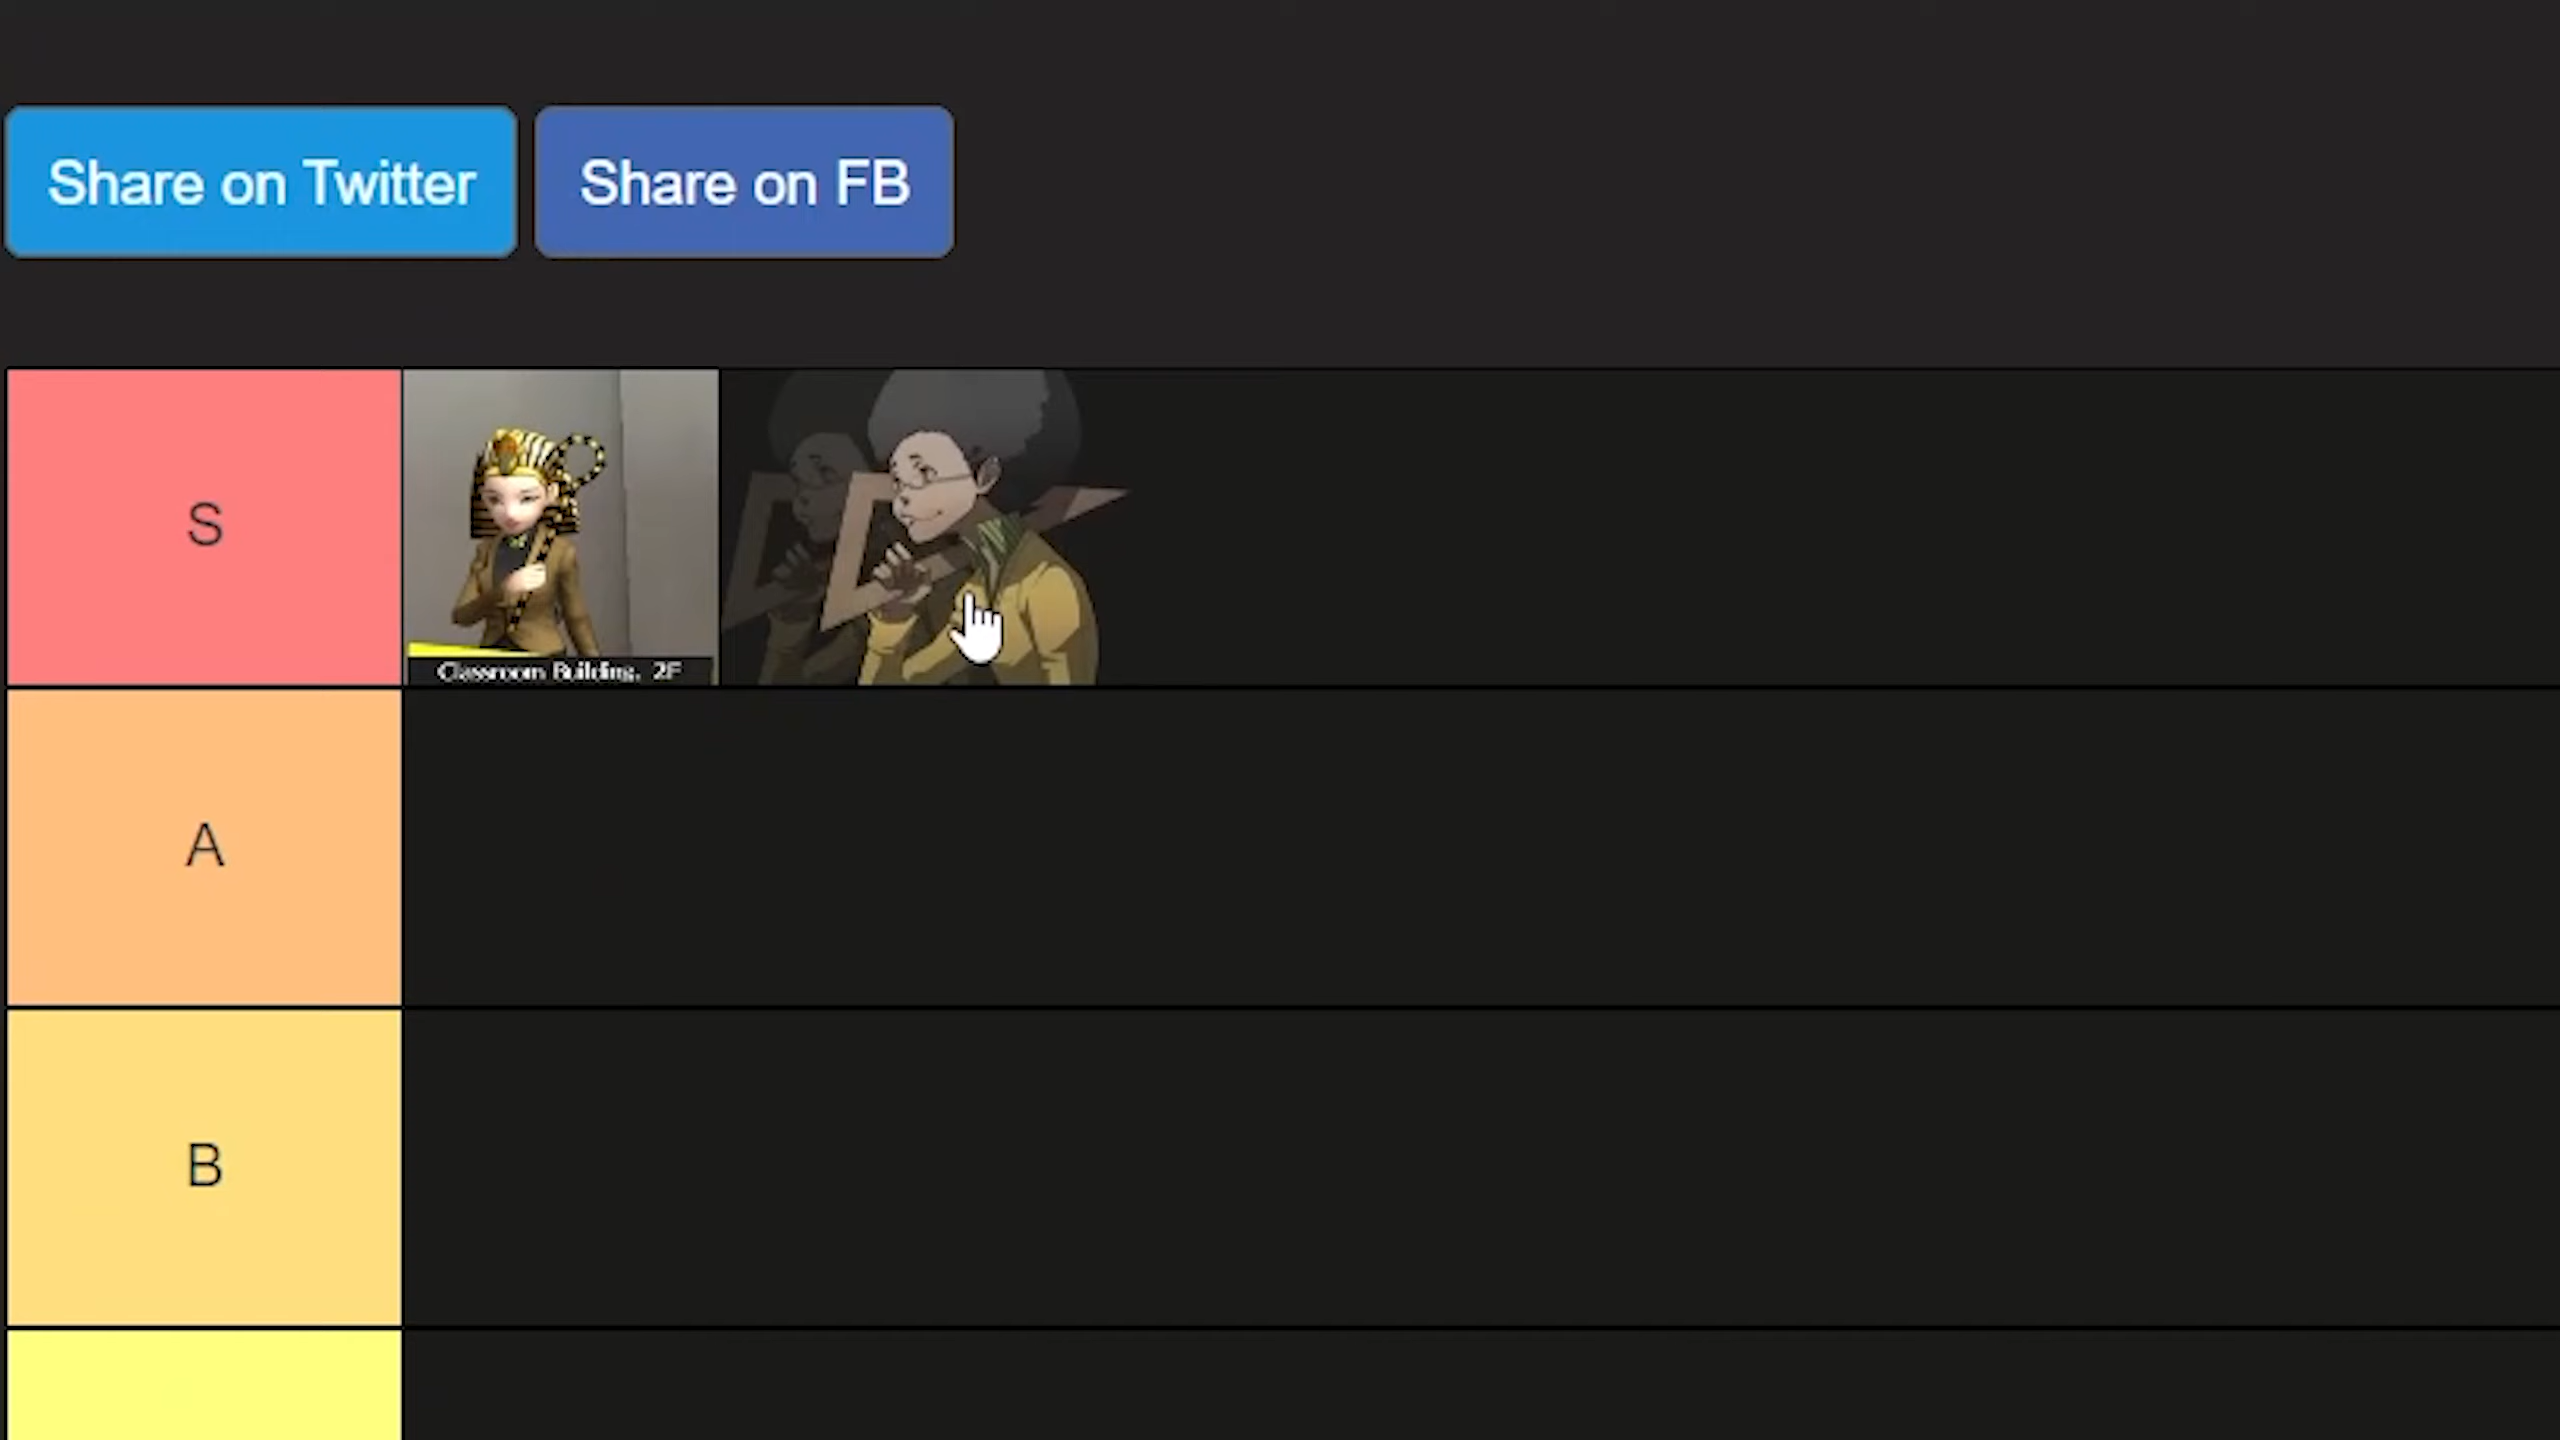 Share on Twitter
Share on FB
S
Classroom Building, 2F
A
B